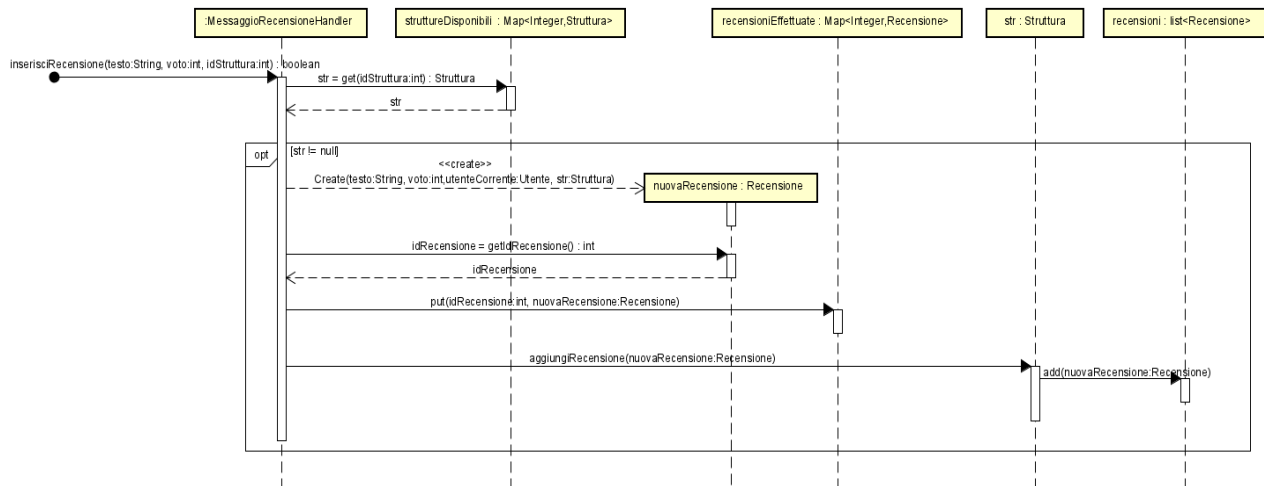 :MessaggioRecensioneHandler
struttureDisponibili : Map<Integer,Struttura>
recensioniEffettuate : Map<Integer,Recensione>
str : Struttura
recensioni : list<Recensione>
inserisciRecensione(testo:String, voto:int, idStruttura:int) : boolean
str = get(idStruttura:int) : Struttura
str
opt
[str != null]
<<create>>
Create(testo:String, voto:int,utenteCorrente:Utente, str:Struttura)
nuovaRecensione : Recensione
idRecensione = getIdRecensione() : int
idRecensione
put(idRecensione:int, nuovaRecensione:Recensione)
aggiungiRecensione(nuovaRecensione:Recensione)
add(nuovaRecensione:Recensione)